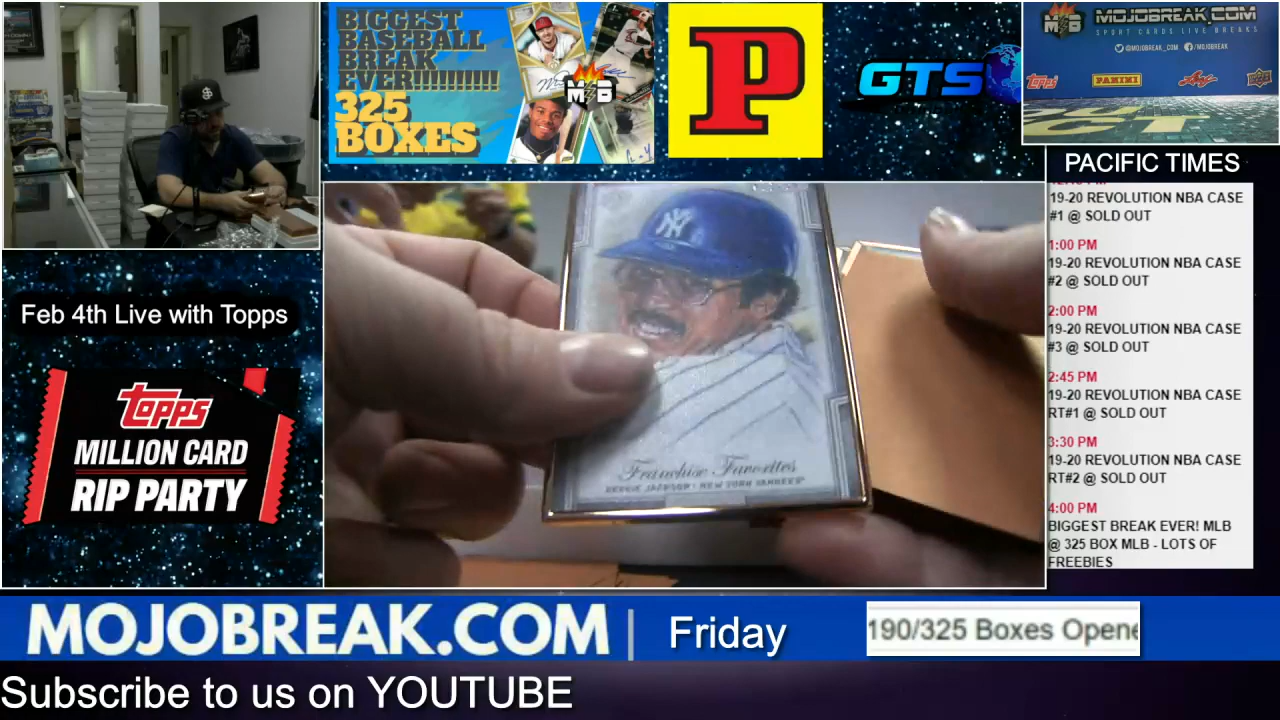 BIGGEST
BASEBALL
BREAK
EVER!!!!!!!!!!!
325
BOXES
M B
P
GTS
MB MOJOBREAK.COM
SPORT CARDS LIVE BREAKS
@MOJOBREAK_COM /MOJOBREAK
TOPPS PANINI Leaf
CT
PACIFIC TIMES
19-20 REVOLUTION NBA CASE
#1 @ SOLD OUT
1:00 PM
19-20 REVOLUTION NBA CASE
#2 @ SOLD OUT
2:00 PM
19-20 REVOLUTION NBA CASE
#3 @ SOLD OUT
2:45 PM
19-20 REVOLUTION NBA CASE
RT#1 @ SOLD OUT
3:30 PM
19-20 REVOLUTION NBA CASE
RT#2 @ SOLD OUT
4:00 PM
BIGGEST BREAK EVER! MLB
@ 325 BOX MLB - LOTS OF
FREEBIES
Feb 4th Live with Topps
TOPPS
MILLION CARD
RIP PARTY
NY
Franchise Favorites
REGGIE JACKSON • NEW YORK YANKEES
MOJOBREAK.COM | Friday
190/325 Boxes Opene
Subscribe to us on YOUTUBE